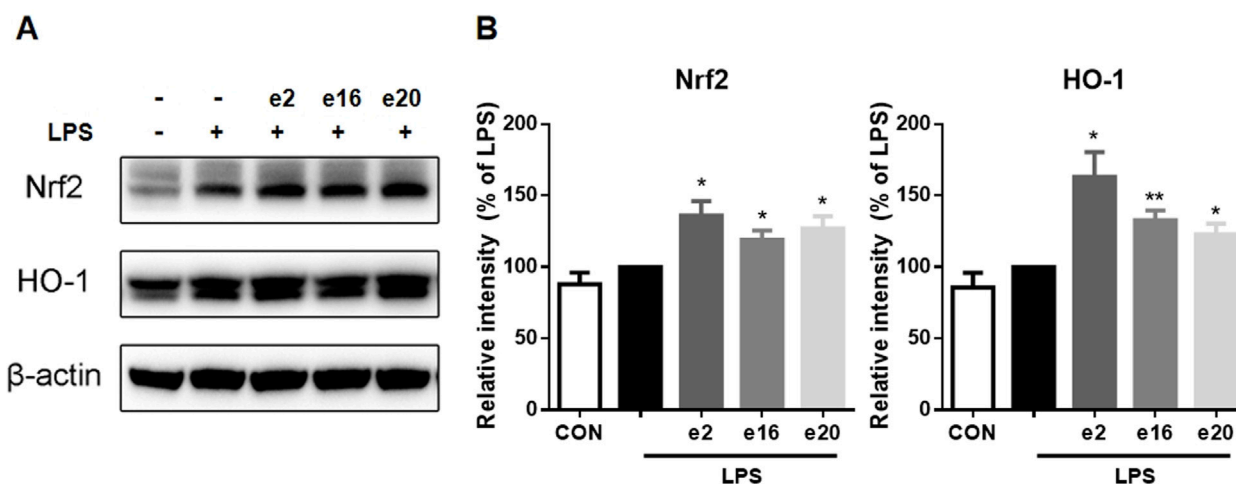 A
- - e2 e16 e20
LPS - + + + +
Nrf2
HO-1
β-actin
B
Nrf2
Relative intensity (% of LPS)
200
150
100
50
0
* * *
CON e2 e16 e20
LPS
HO-1
Relative intensity (% of LPS)
200
150
100
50
0
* ** *
CON e2 e16 e20
LPS